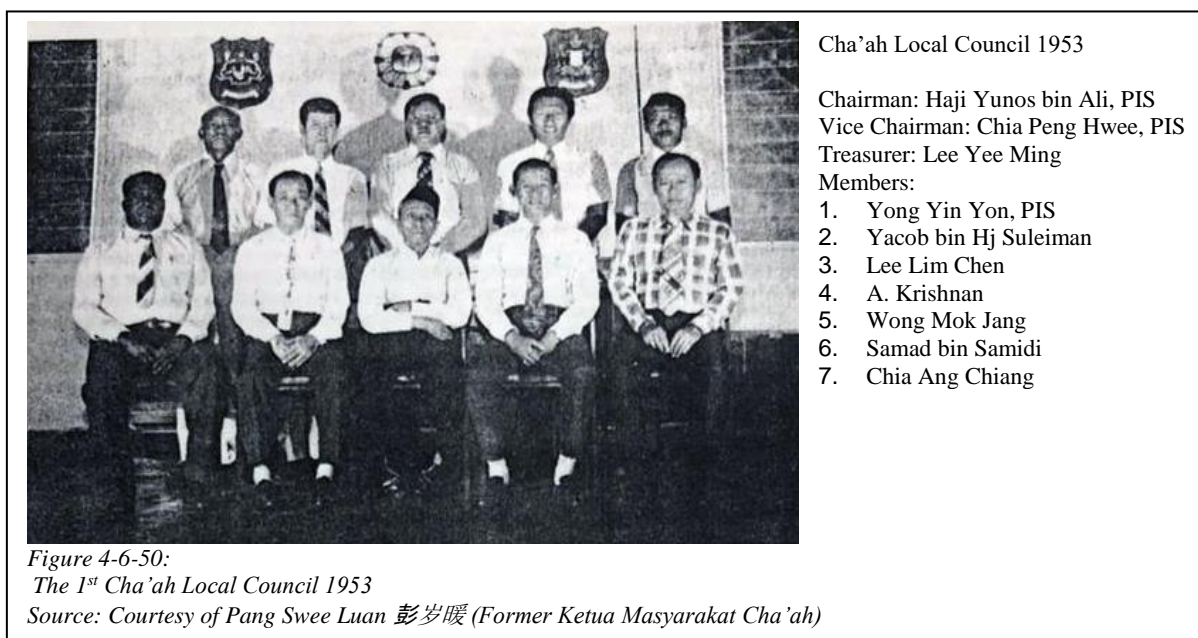 Cha’ah Local Council 1953
Chairman: Haji Yunos bin Ali, PIS
Vice Chairman: Chia Peng Hwee, PIS
Treasurer: Lee Yee Ming
Members:
1. Yong Yin Yon, PIS
2. Yacob bin Hj Suleiman
3. Lee Lim Chen
4. A. Krishnan
5. Wong Mok Jang
6. Samad bin Samidi
7. Chia Ang Chiang
Figure 4-6-50:
The 1st Cha’ah Local Council 1953
Source: Courtesy of Pang Swee Luan 彭岁暖 (Former Ketua Masyarakat Cha’ah)